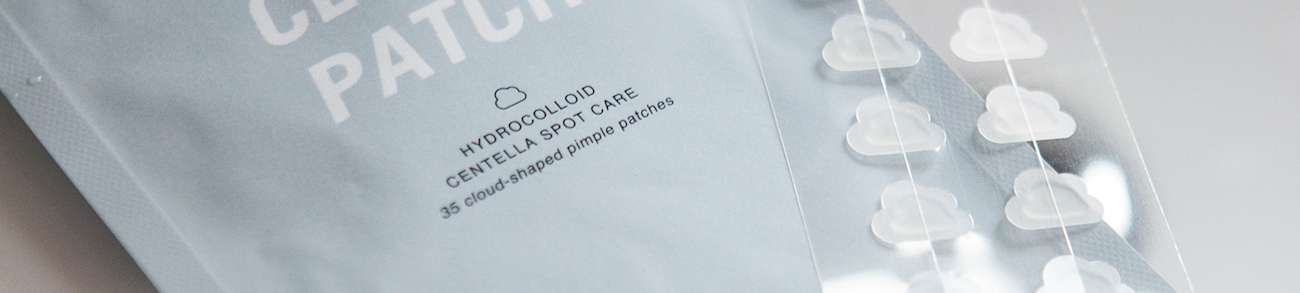 PATCH
HYDROCOLLOID
CENTELLA SPOT CARE
35 cloud-shaped pimple patches